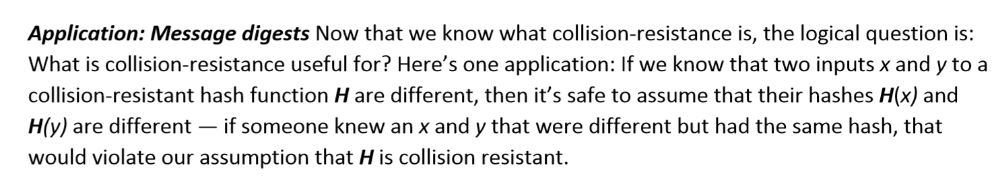 Application: Message digests Now that we know what collision-resistance is, the logical question is:
What is collision-resistance useful for? Here’s one application: If we know that two inputs x and y to a
collision-resistant hash function H are different, then it’s safe to assume that their hashes H(x) and
H(y) are different — if someone knew an x and y that were different but had the same hash, that
would violate our assumption that H is collision resistant.